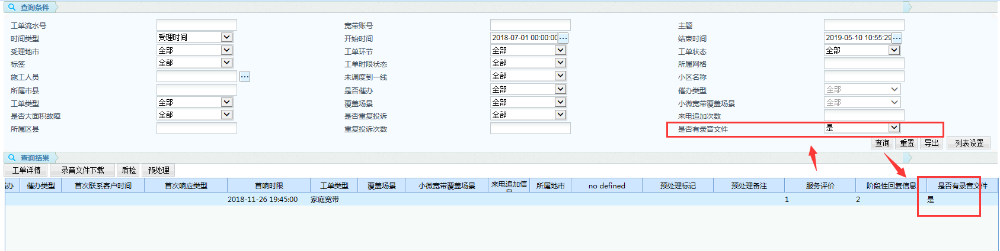 查询条件
工单流水号 宽带账号 主题
时间类型 受理时间 开始时间 2018-07-01 00:00:00 ... 结束时间 2019-05-10 10:55:29 ...
受理地市 全部 工单环节 全部 工单状态 全部
标签 全部 工单时限状态 全部 所属网格
施工人员 ... 未调度到一线 全部 小区名称
所属市县 是否催办 全部 催办类型 全部
工单类型 全部 覆盖场景 全部 小微宽带覆盖场景 全部
是否大面积故障 全部 是否重复投诉 全部 来电追加次数
所属区县 重复投诉次数 是否有录音文件 是
查询 重置 导出 列表设置
查询结果
工单详情 录音文件下载 质检 预处理
办 催办类型 首次联系客户时间 首次响应类型 首响时限 工单类型 覆盖场景 小微宽带覆盖场景 来电追加信息 所属地市 no defined 预处理标记 预处理备注 服务评价 阶段性回复信息 是否有录音文件
2018-11-26 19:45:00 家庭宽带 1 2 是